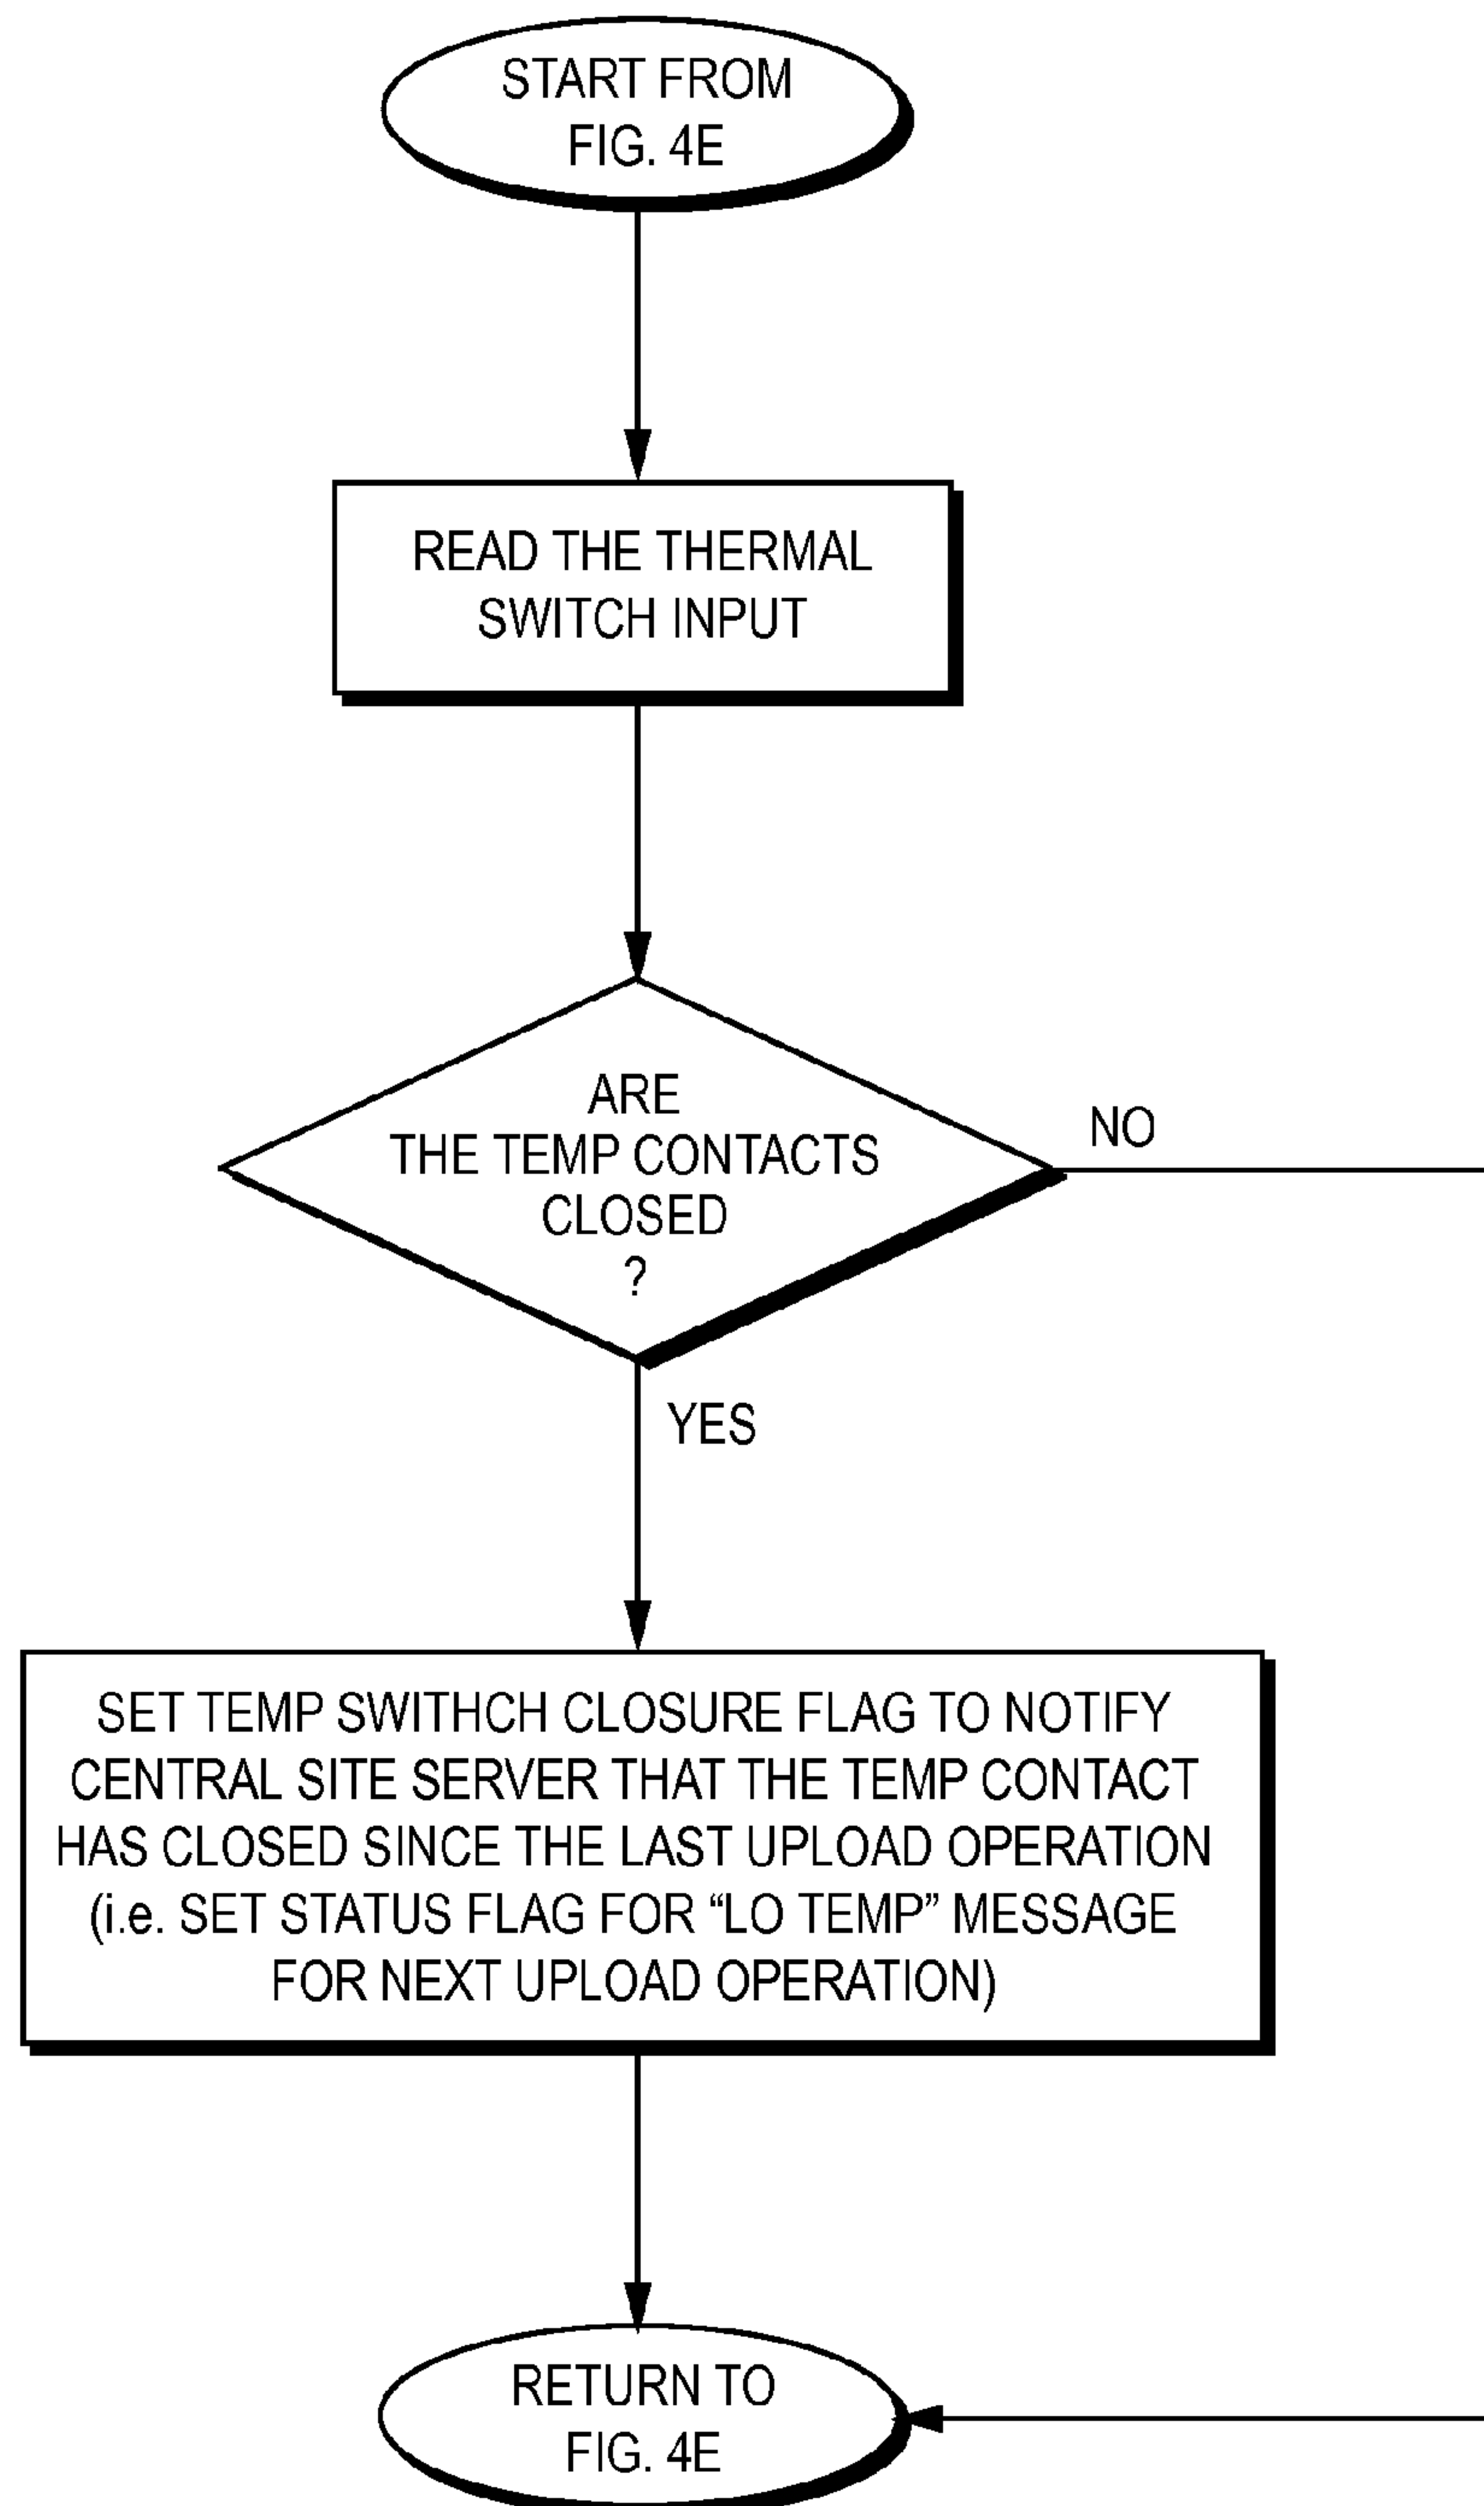 START FROM
FIG. 4E
READ THE THERMAL
SWITCH INPUT
ARE
THE TEMP CONTACTS
CLOSED
?
NO
YES
SET TEMP SWITHCH CLOSURE FLAG TO NOTIFY
CENTRAL SITE SERVER THAT THE TEMP CONTACT
HAS CLOSED SINCE THE LAST UPLOAD OPERATION
(i.e. SET STATUS FLAG FOR “LO TEMP” MESSAGE
FOR NEXT UPLOAD OPERATION)
RETURN TO
FIG. 4E